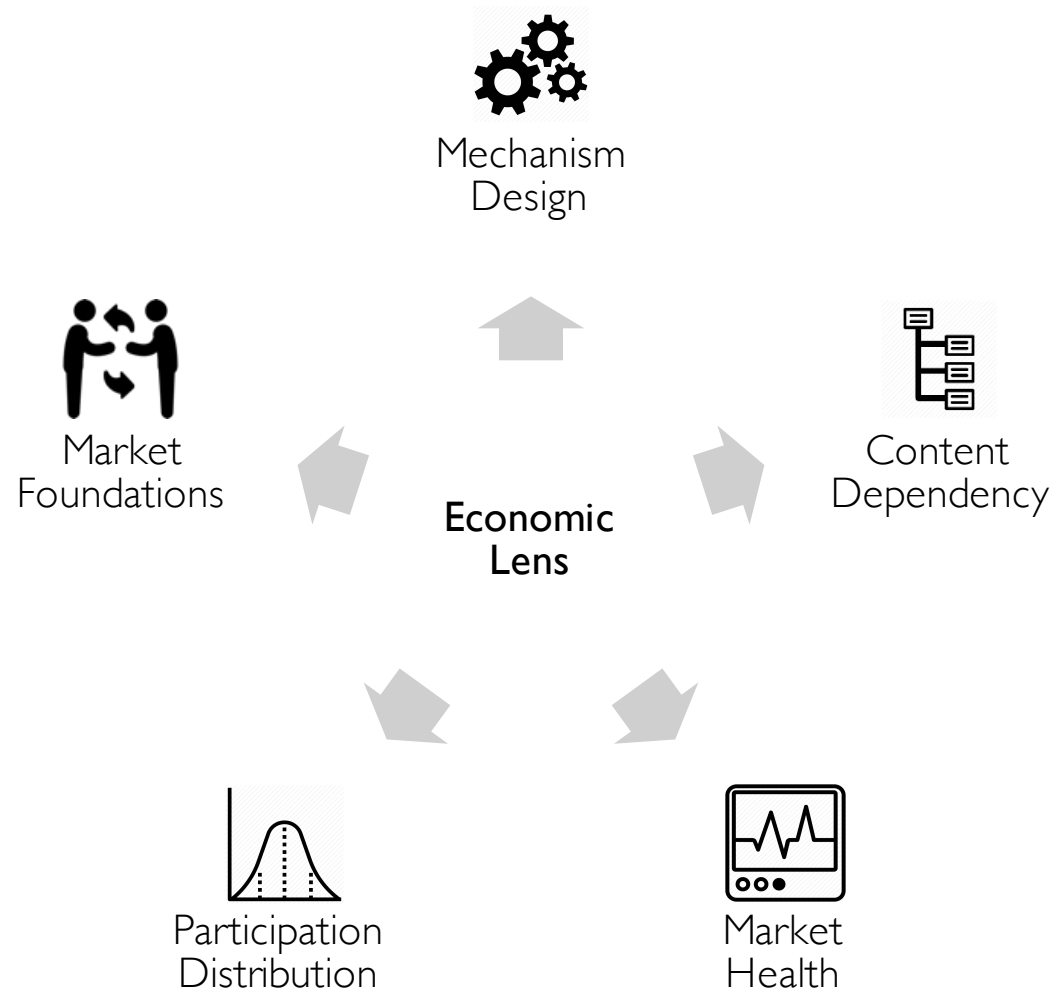 Mechanism
Design
Market
Foundations
Content
Dependency
Economic
Lens
Participation
Distribution
Market
Health